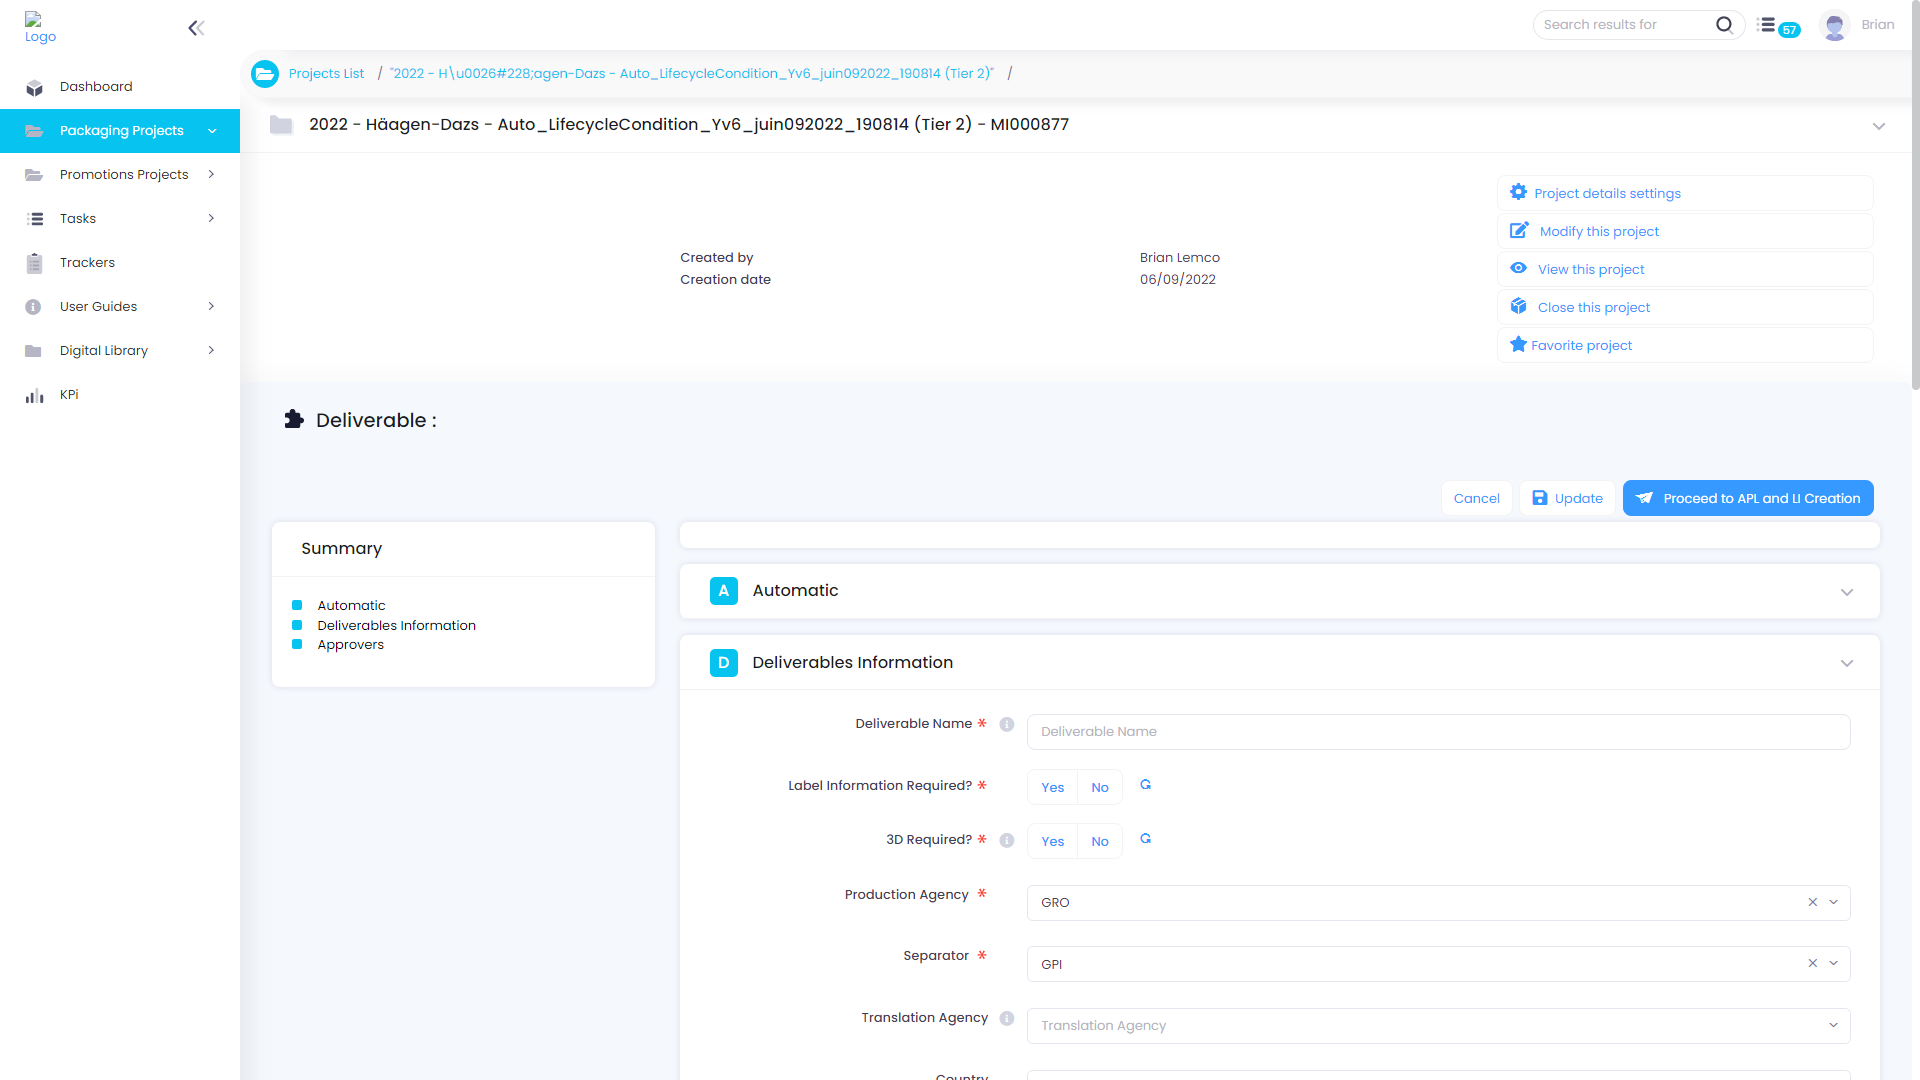 Logo
Search results for
57
Brian
Dashboard
Packaging Projects
Promotions Projects
Tasks
Trackers
User Guides
Digital Library
KPi
Projects List / "2022 - H\u0026#228;agen-Dazs - Auto_LifecycleCondition_Yv6_juin092022_190814 (Tier 2)" /
2022 - Häagen-Dazs - Auto_LifecycleCondition_Yv6_juin092022_190814 (Tier 2) - MI000877
Created by Brian Lemco
Creation date 06/09/2022
Project details settings
Modify this project
View this project
Close this project
Favorite project
Deliverable :
Cancel Update Proceed to APL and LI Creation
Summary
Automatic
Deliverables Information
Approvers
A Automatic
D Deliverables Information
Deliverable Name * Deliverable Name
Label Information Required? * Yes No
3D Required? * Yes No
Production Agency * GRO
Separator * GPI
Translation Agency Translation Agency
Country